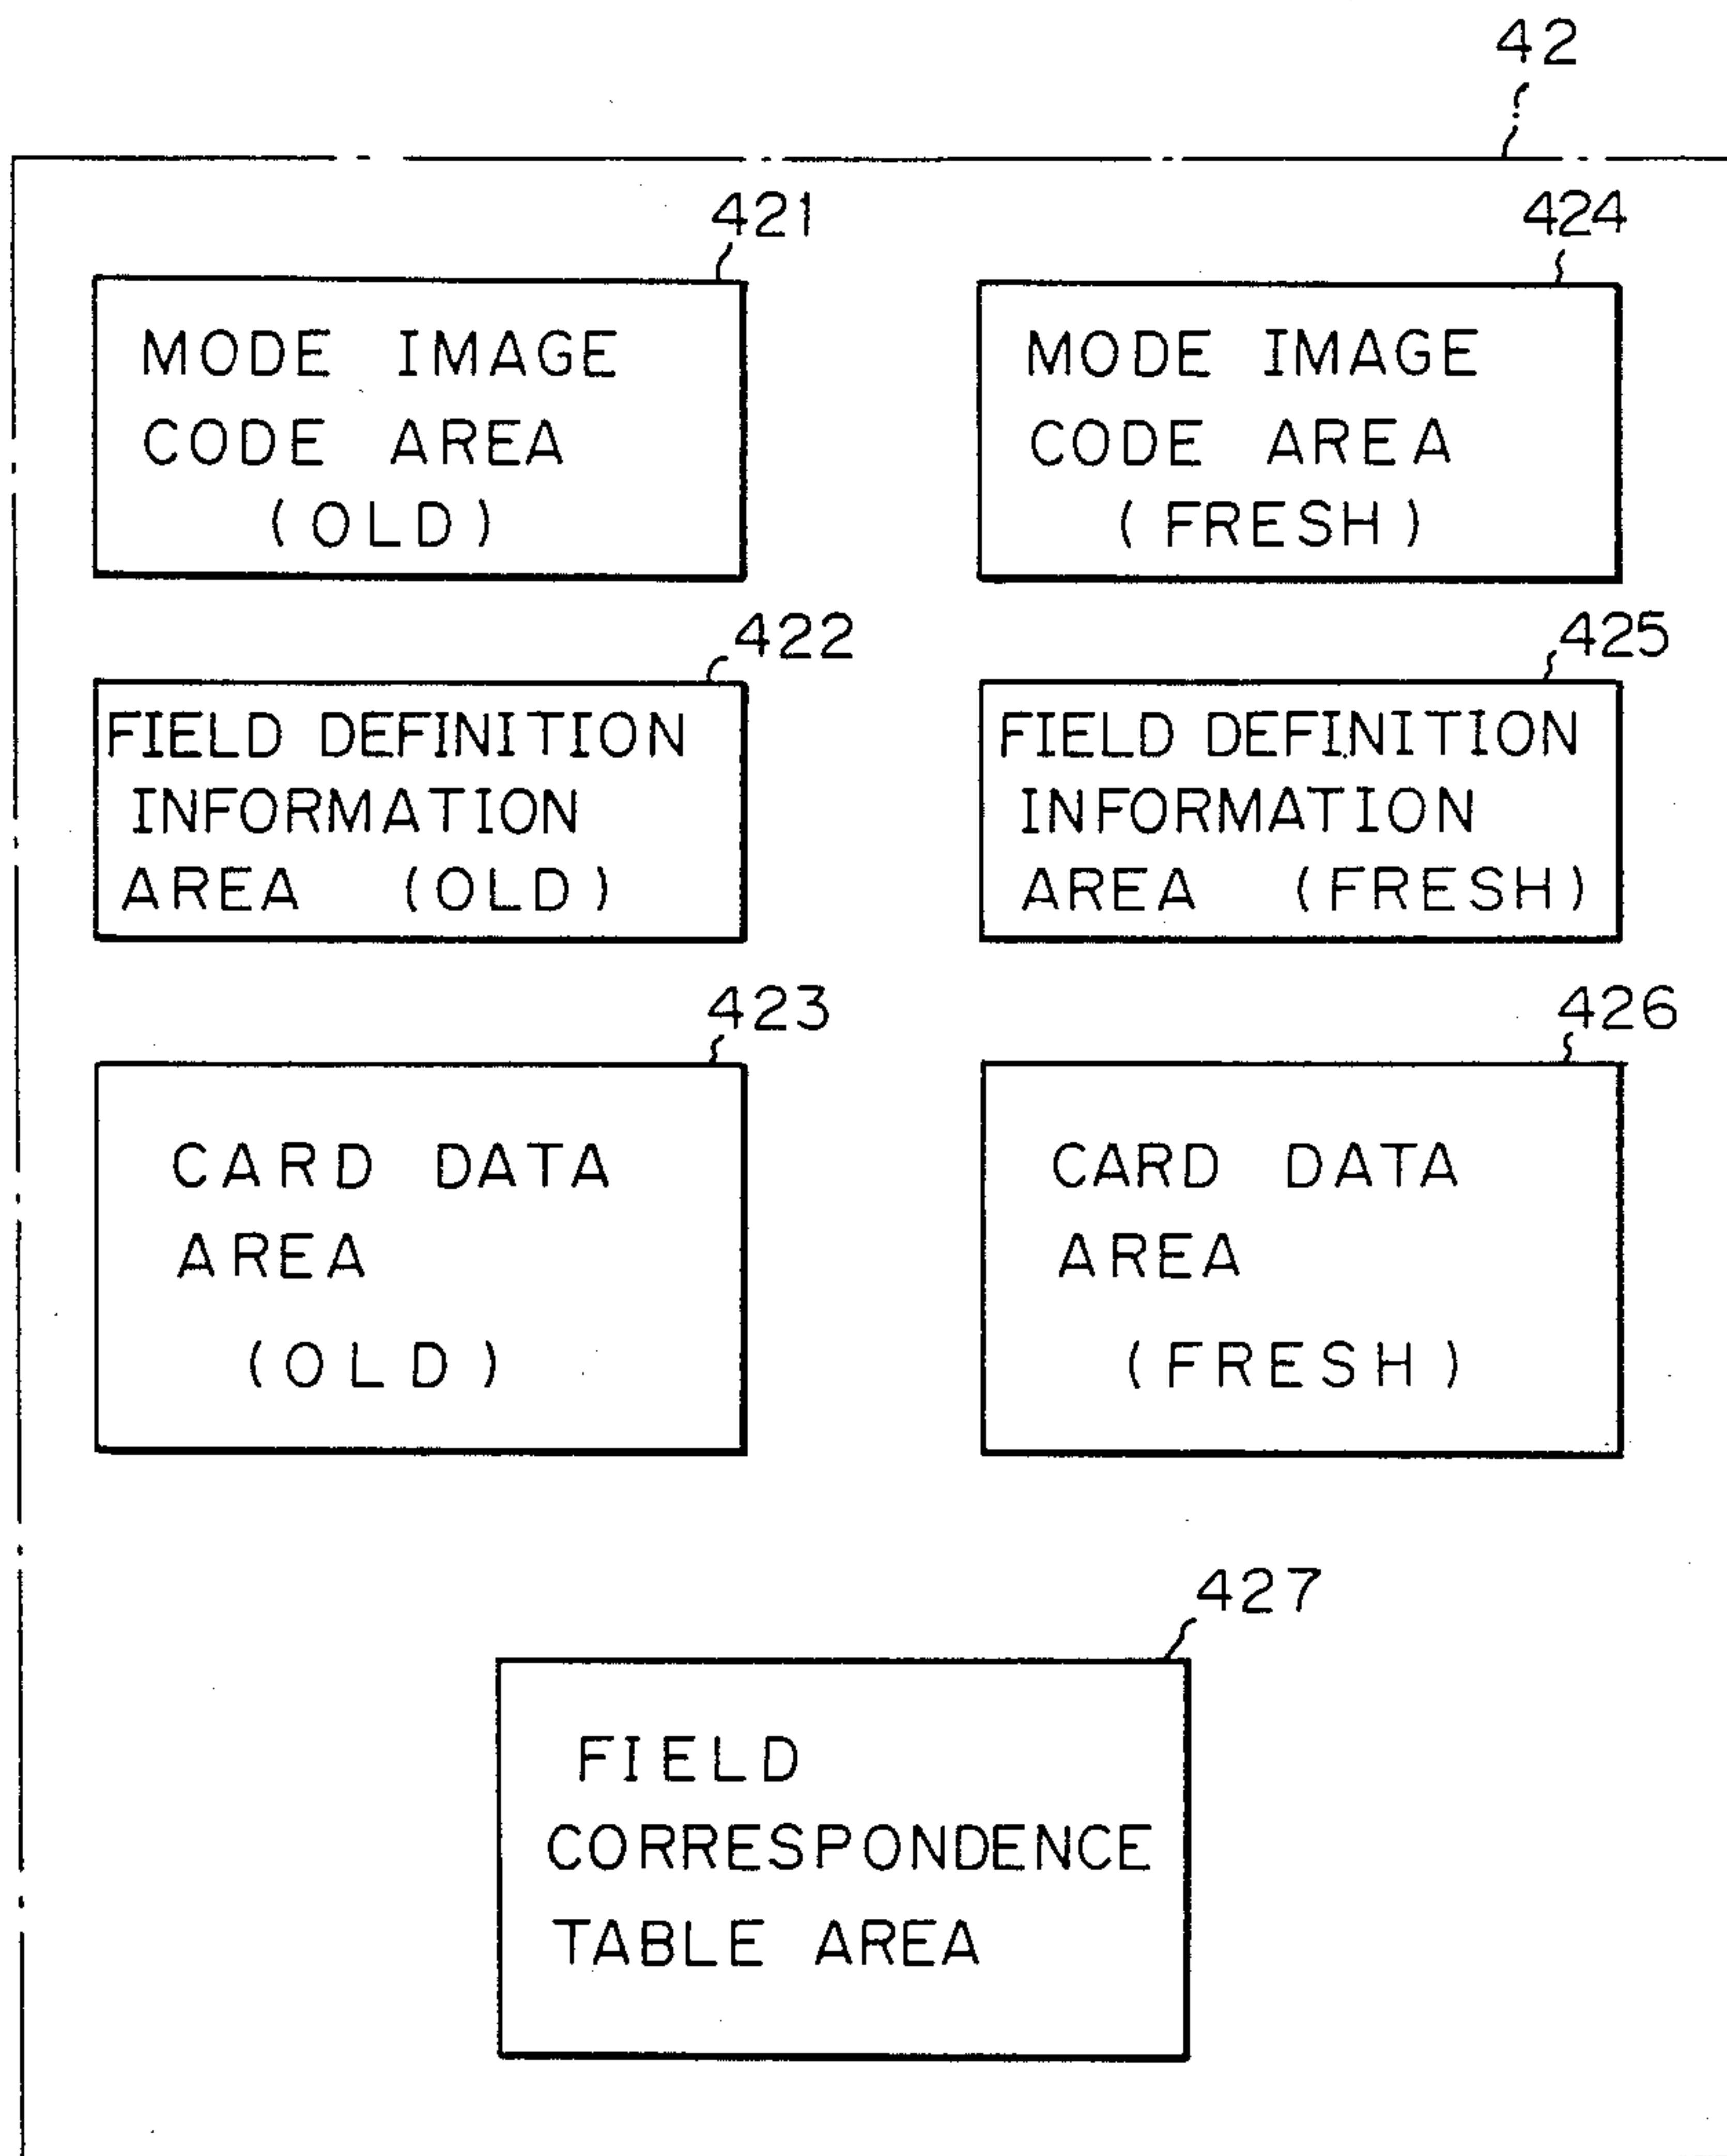 42
421
MODE IMAGE
CODE AREA
(OLD)
424
MODE IMAGE
CODE AREA
(FRESH)
422
FIELD DEFINITION
INFORMATION
AREA (OLD)
425
FIELD DEFINITION
INFORMATION
AREA (FRESH)
423
CARD DATA
AREA
(OLD)
426
CARD DATA
AREA
(FRESH)
427
FIELD
CORRESPONDENCE
TABLE AREA